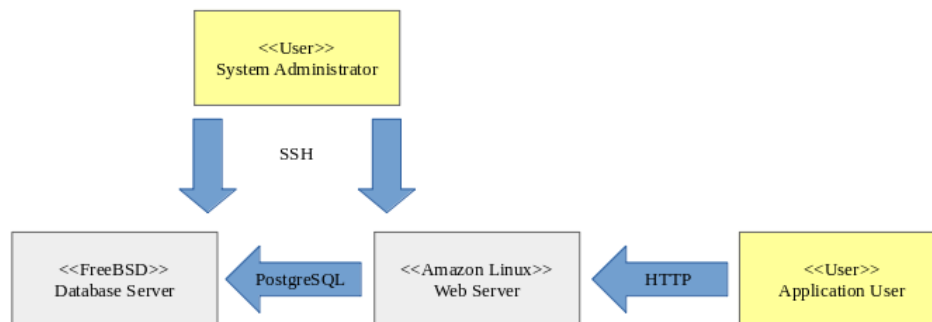 <<User>>
System Administrator
SSH
<<FreeBSD>>
Database Server
PostgreSQL
<<Amazon Linux>>
Web Server
HTTP
<<User>>
Application User